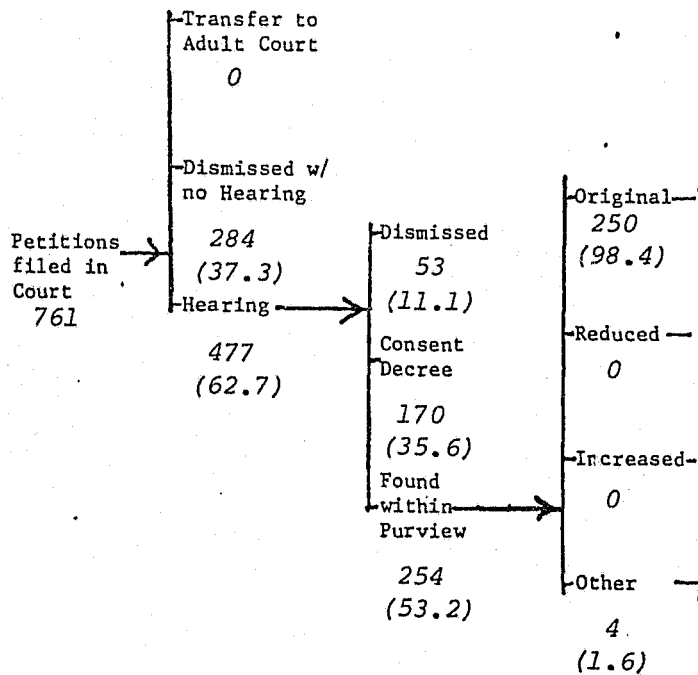 Transfer to
Adult Court
0
Dismissed w/
no Hearing
284
(37.3)
Petitions
filed in
Court
761
Hearing
477
(62.7)
Dismissed
53
(11.1)
Consent
Decree
170
(35.6)
Found
within
Purview
254
(53.2)
Original
250
(98.4)
Reduced
0
Increased
0
Other
4
(1.6)